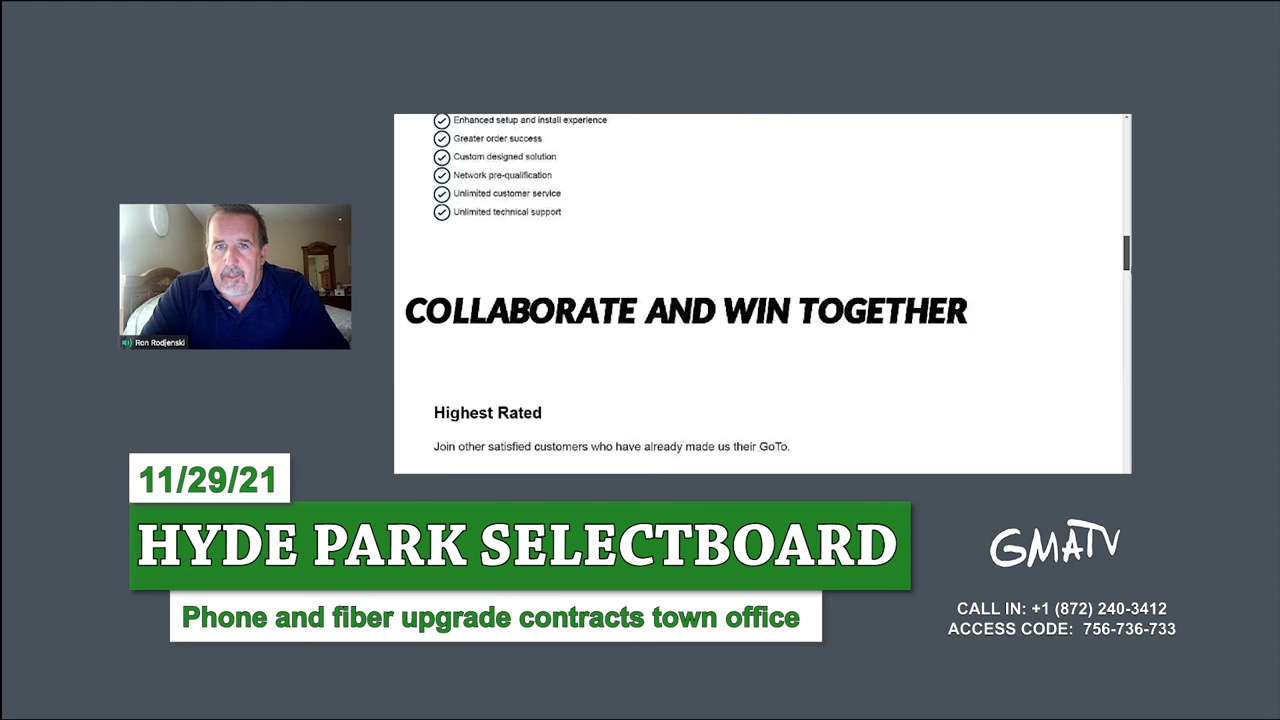 Enhanced setup and install experience
Greater order success
Custom designed solution
Network pre-qualification
Unlimited customer service
Unlimited technical support
COLLABORATE AND WIN TOGETHER
Highest Rated
Join other satisfied customers who have already made us their GoTo.
Ron Rodjenski
11/29/21
HYDE PARK SELECTBOARD
Phone and fiber upgrade contracts town office
GMATV
CALL IN: +1 (872) 240-3412
ACCESS CODE: 756-736-733